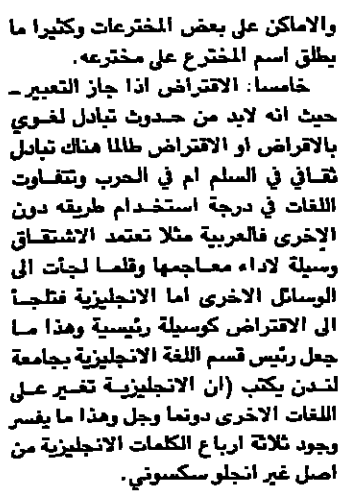 والاماكن على بعض المخترعات وكثيرا ما
يطلق اسم المخترع على مخترعه.
خامسا: الاقتراض اذا جاز التعبير ـ
حيث انه لابد من حدوث تبادل لغوي
بالاقراض او الاقتراض طالما هناك تبادل
ثقافي في السلم ام في الحرب وتتفاوت
اللغات في درجة استخدام طريقه دون
الاخرى فالعربية مثلا تعتمد الاشتقاق
وسيلة لاداء معاجمها وقلما لجأت الى
الوسائل الاخرى اما الانجليزية فتلجأ
الى الاقتراض كوسيلة رئيسية وهذا ما
جعل رئيس قسم اللغة الانجليزية بجامعة
لندن يكتب (ان الانجليزية تغير على
اللغات الاخرى دونما وجل وهذا ما يفسر
وجود ثلاثة ارباع الكلمات الانجليزية من
اصل غير انجلو سكسوني.